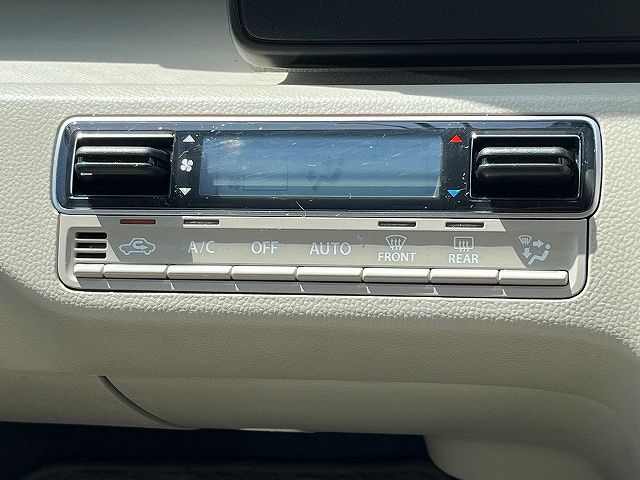 A/C OFF AUTO FRONT REAR